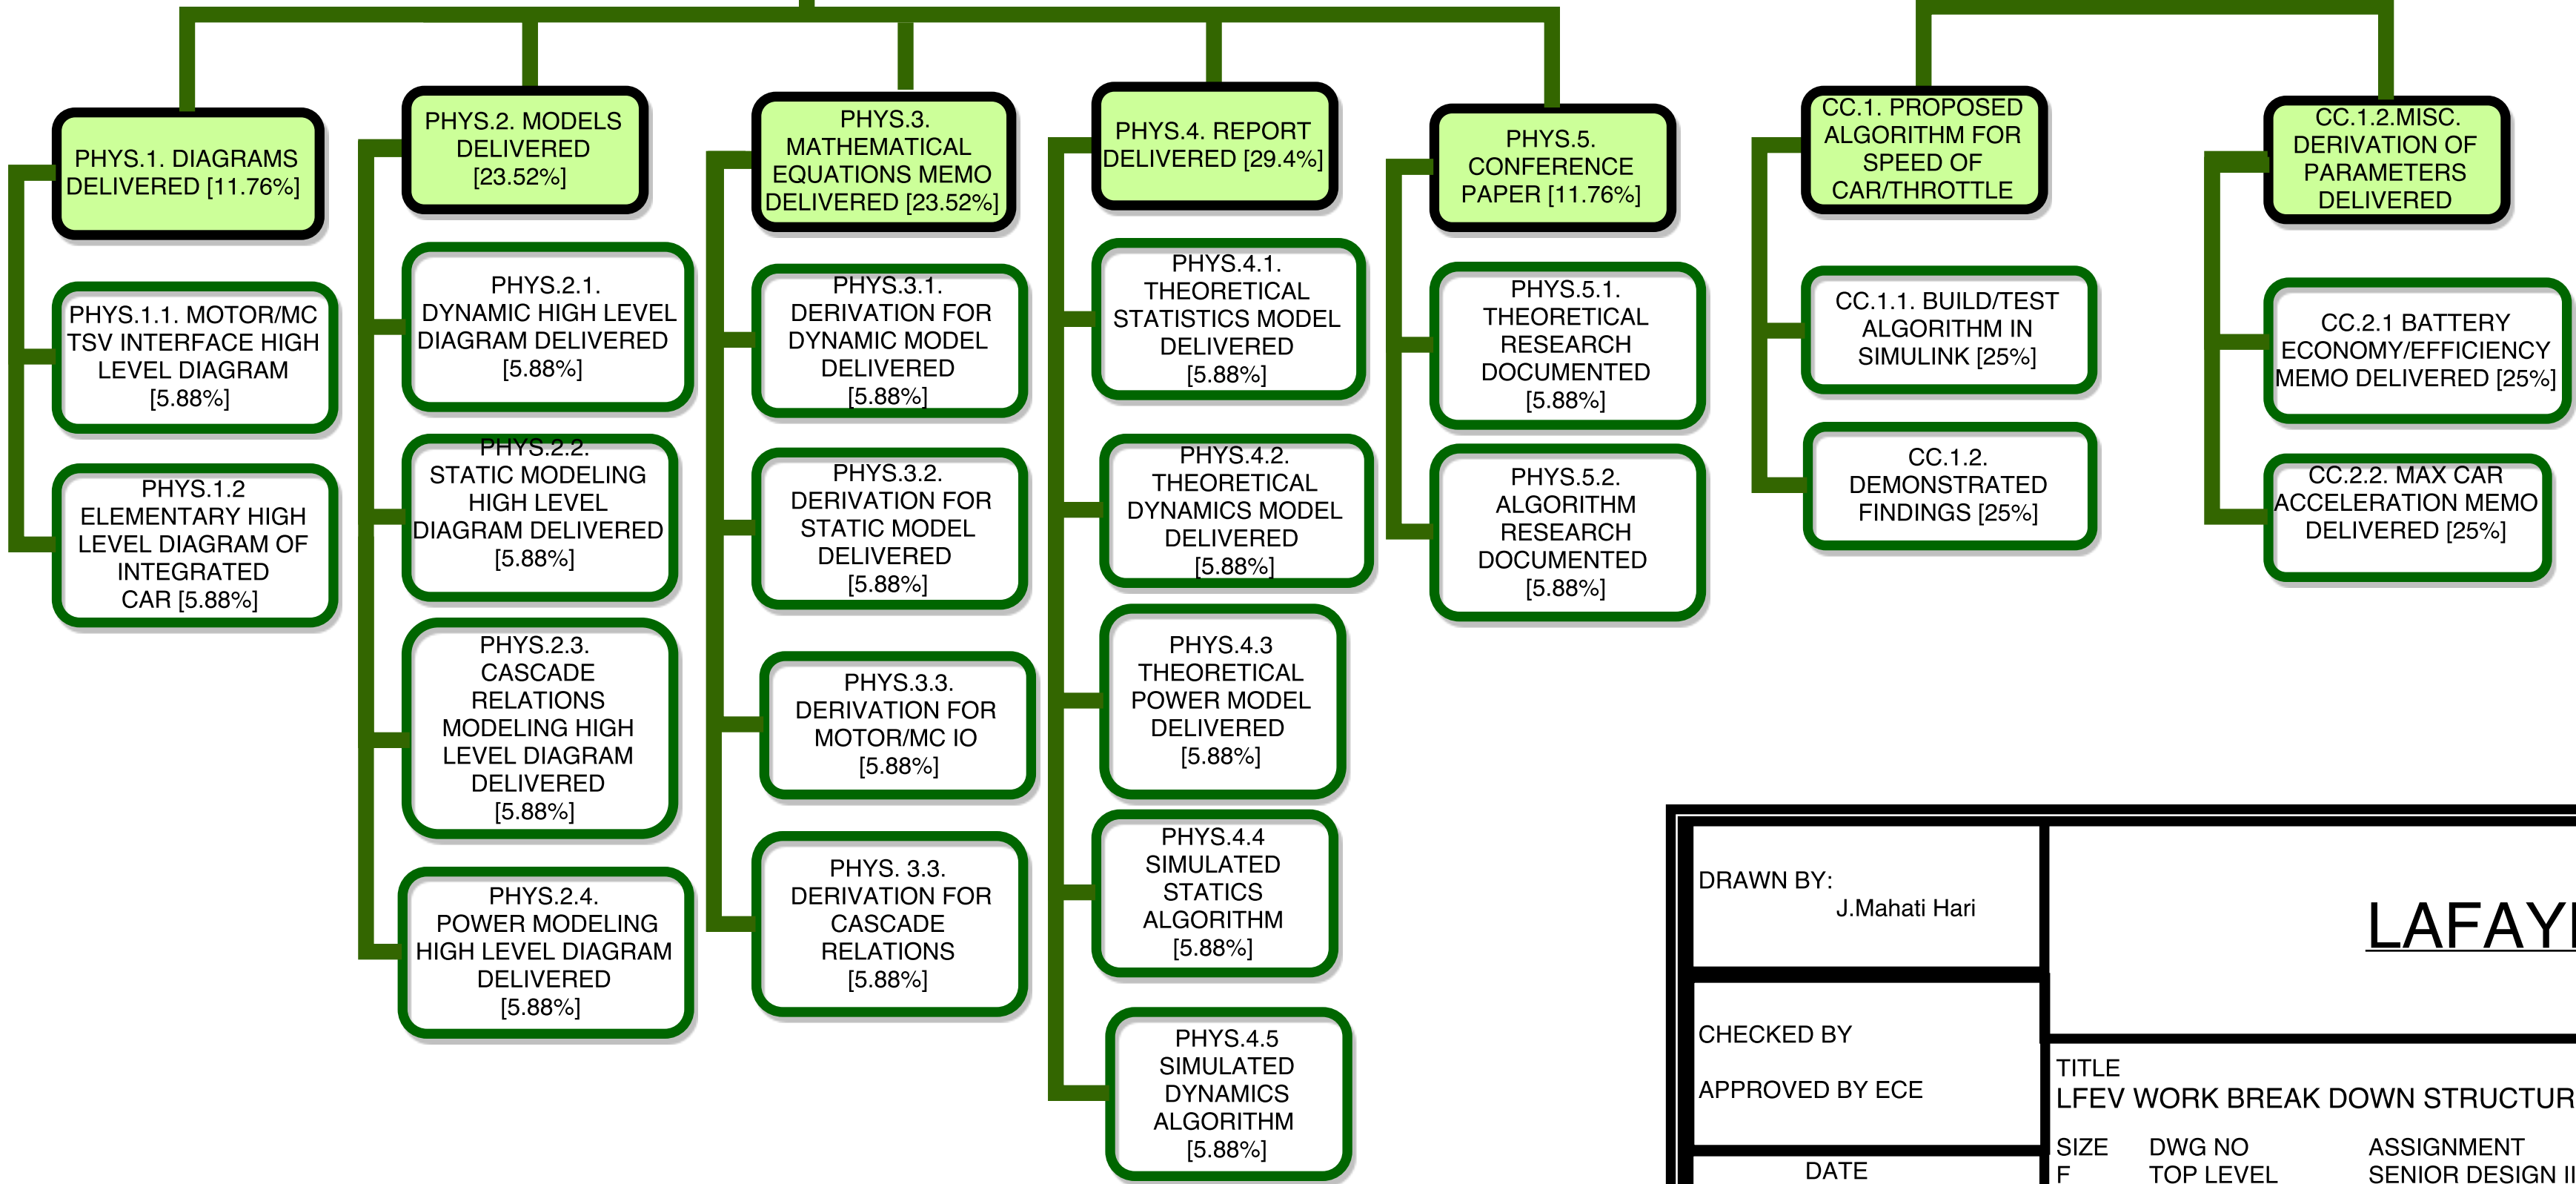 PHYS.1. DIAGRAMS
DELIVERED [11.76%]
PHYS.1.1. MOTOR/MC
TSV INTERFACE HIGH
LEVEL DIAGRAM
[5.88%]
PHYS.1.2
ELEMENTARY HIGH
LEVEL DIAGRAM OF
INTEGRATED
CAR [5.88%]
PHYS.2. MODELS
DELIVERED
[23.52%]
PHYS.2.1.
DYNAMIC HIGH LEVEL
DIAGRAM DELIVERED
[5.88%]
PHYS.2.2.
STATIC MODELING
HIGH LEVEL
DIAGRAM DELIVERED
[5.88%]
PHYS.2.3.
CASCADE
RELATIONS
MODELING HIGH
LEVEL DIAGRAM
DELIVERED
[5.88%]
PHYS.2.4.
POWER MODELING
HIGH LEVEL DIAGRAM
DELIVERED
[5.88%]
PHYS.3.
MATHEMATICAL
EQUATIONS MEMO
DELIVERED [23.52%]
PHYS.3.1.
DERIVATION FOR
DYNAMIC MODEL
DELIVERED
[5.88%]
PHYS.3.2.
DERIVATION FOR
STATIC MODEL
DELIVERED
[5.88%]
PHYS.3.3.
DERIVATION FOR
MOTOR/MC IO
[5.88%]
PHYS. 3.3.
DERIVATION FOR
CASCADE
RELATIONS
[5.88%]
PHYS.4. REPORT
DELIVERED [29.4%]
PHYS.4.1.
THEORETICAL
STATISTICS MODEL
DELIVERED
[5.88%]
PHYS.4.2.
THEORETICAL
DYNAMICS MODEL
DELIVERED
[5.88%]
PHYS.4.3
THEORETICAL
POWER MODEL
DELIVERED
[5.88%]
PHYS.4.4
SIMULATED
STATICS
ALGORITHM
[5.88%]
PHYS.4.5
SIMULATED
DYNAMICS
ALGORITHM
[5.88%]
PHYS.5.
CONFERENCE
PAPER [11.76%]
PHYS.5.1.
THEORETICAL
RESEARCH
DOCUMENTED
[5.88%]
PHYS.5.2.
ALGORITHM
RESEARCH
DOCUMENTED
[5.88%]
CC.1. PROPOSED
ALGORITHM FOR
SPEED OF
CAR/THROTTLE
CC.1.1. BUILD/TEST
ALGORITHM IN
SIMULINK [25%]
CC.1.2.
DEMONSTRATED
FINDINGS [25%]
CC.1.2.MISC.
DERIVATION OF
PARAMETERS
DELIVERED
CC.2.1 BATTERY
ECONOMY/EFFICIENCY
MEMO DELIVERED [25%]
CC.2.2. MAX CAR
ACCELERATION MEMO
DELIVERED [25%]
DRAWN BY:
J.Mahati Hari
LAFAY
CHECKED BY
APPROVED BY ECE
DATE
TITLE
LFEV WORK BREAK DOWN STRUCTUR
SIZE DWG NO ASSIGNMENT
F TOP LEVEL SENIOR DESIGN II